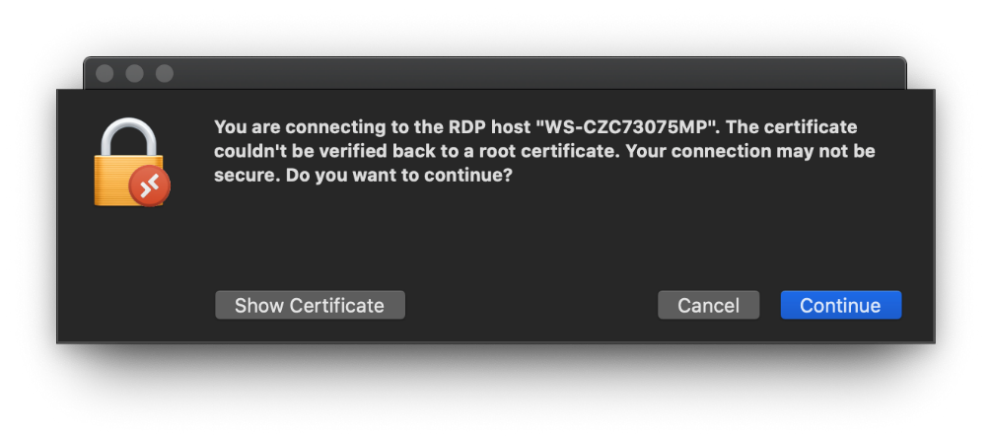 You are connecting to the RDP host "WS-CZC73075MP". The certificate
couldn't be verified back to a root certificate. Your connection may not be
secure. Do you want to continue?
Show Certificate
Cancel
Continue